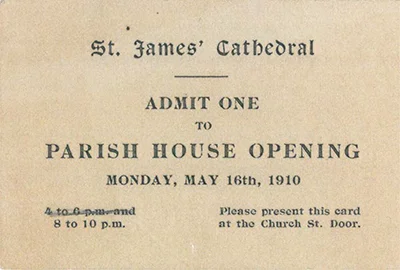 St. James' Cathedral
ADMIT ONE
TO
PARISH HOUSE OPENING
MONDAY, MAY 16th, 1910
4 to 6 p.m. and
8 to 10 p.m.
Please present this card
at the Church St. Door.